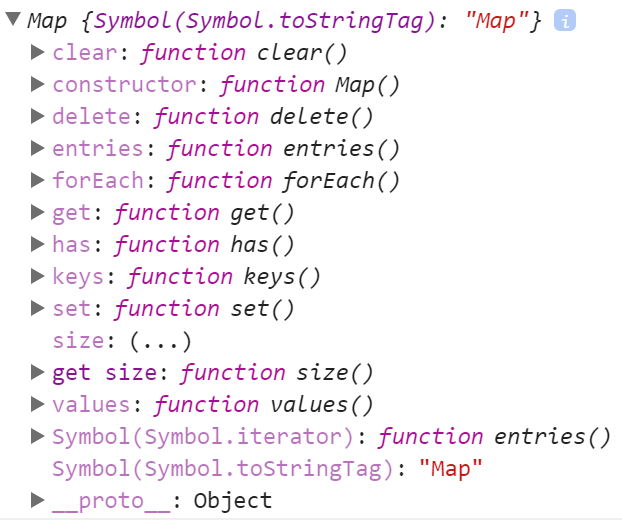 ▼ Map {Symbol(Symbol.toStringTag): "Map"} i
▶ clear: function clear()
▶ constructor: function Map()
▶ delete: function delete()
▶ entries: function entries()
▶ forEach: function forEach()
▶ get: function get()
▶ has: function has()
▶ keys: function keys()
▶ set: function set()
size: (...)
▶ get size: function size()
▶ values: function values()
▶ Symbol(Symbol.iterator): function entries()
Symbol(Symbol.toStringTag): "Map"
▶ __proto__: Object